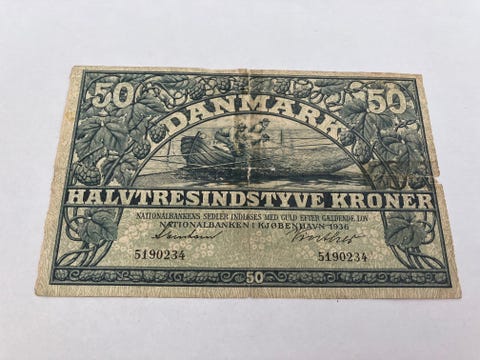 50 50
DANMARK
HALVTRESINDSTYVE KRONER
NATIONALBANKENS SEDLER INDLØSES MED GULD EFTER GÆLDENDE LOV
NATIONALBANKEN I KJØBENHAVN 1936
5190234 5190234
50